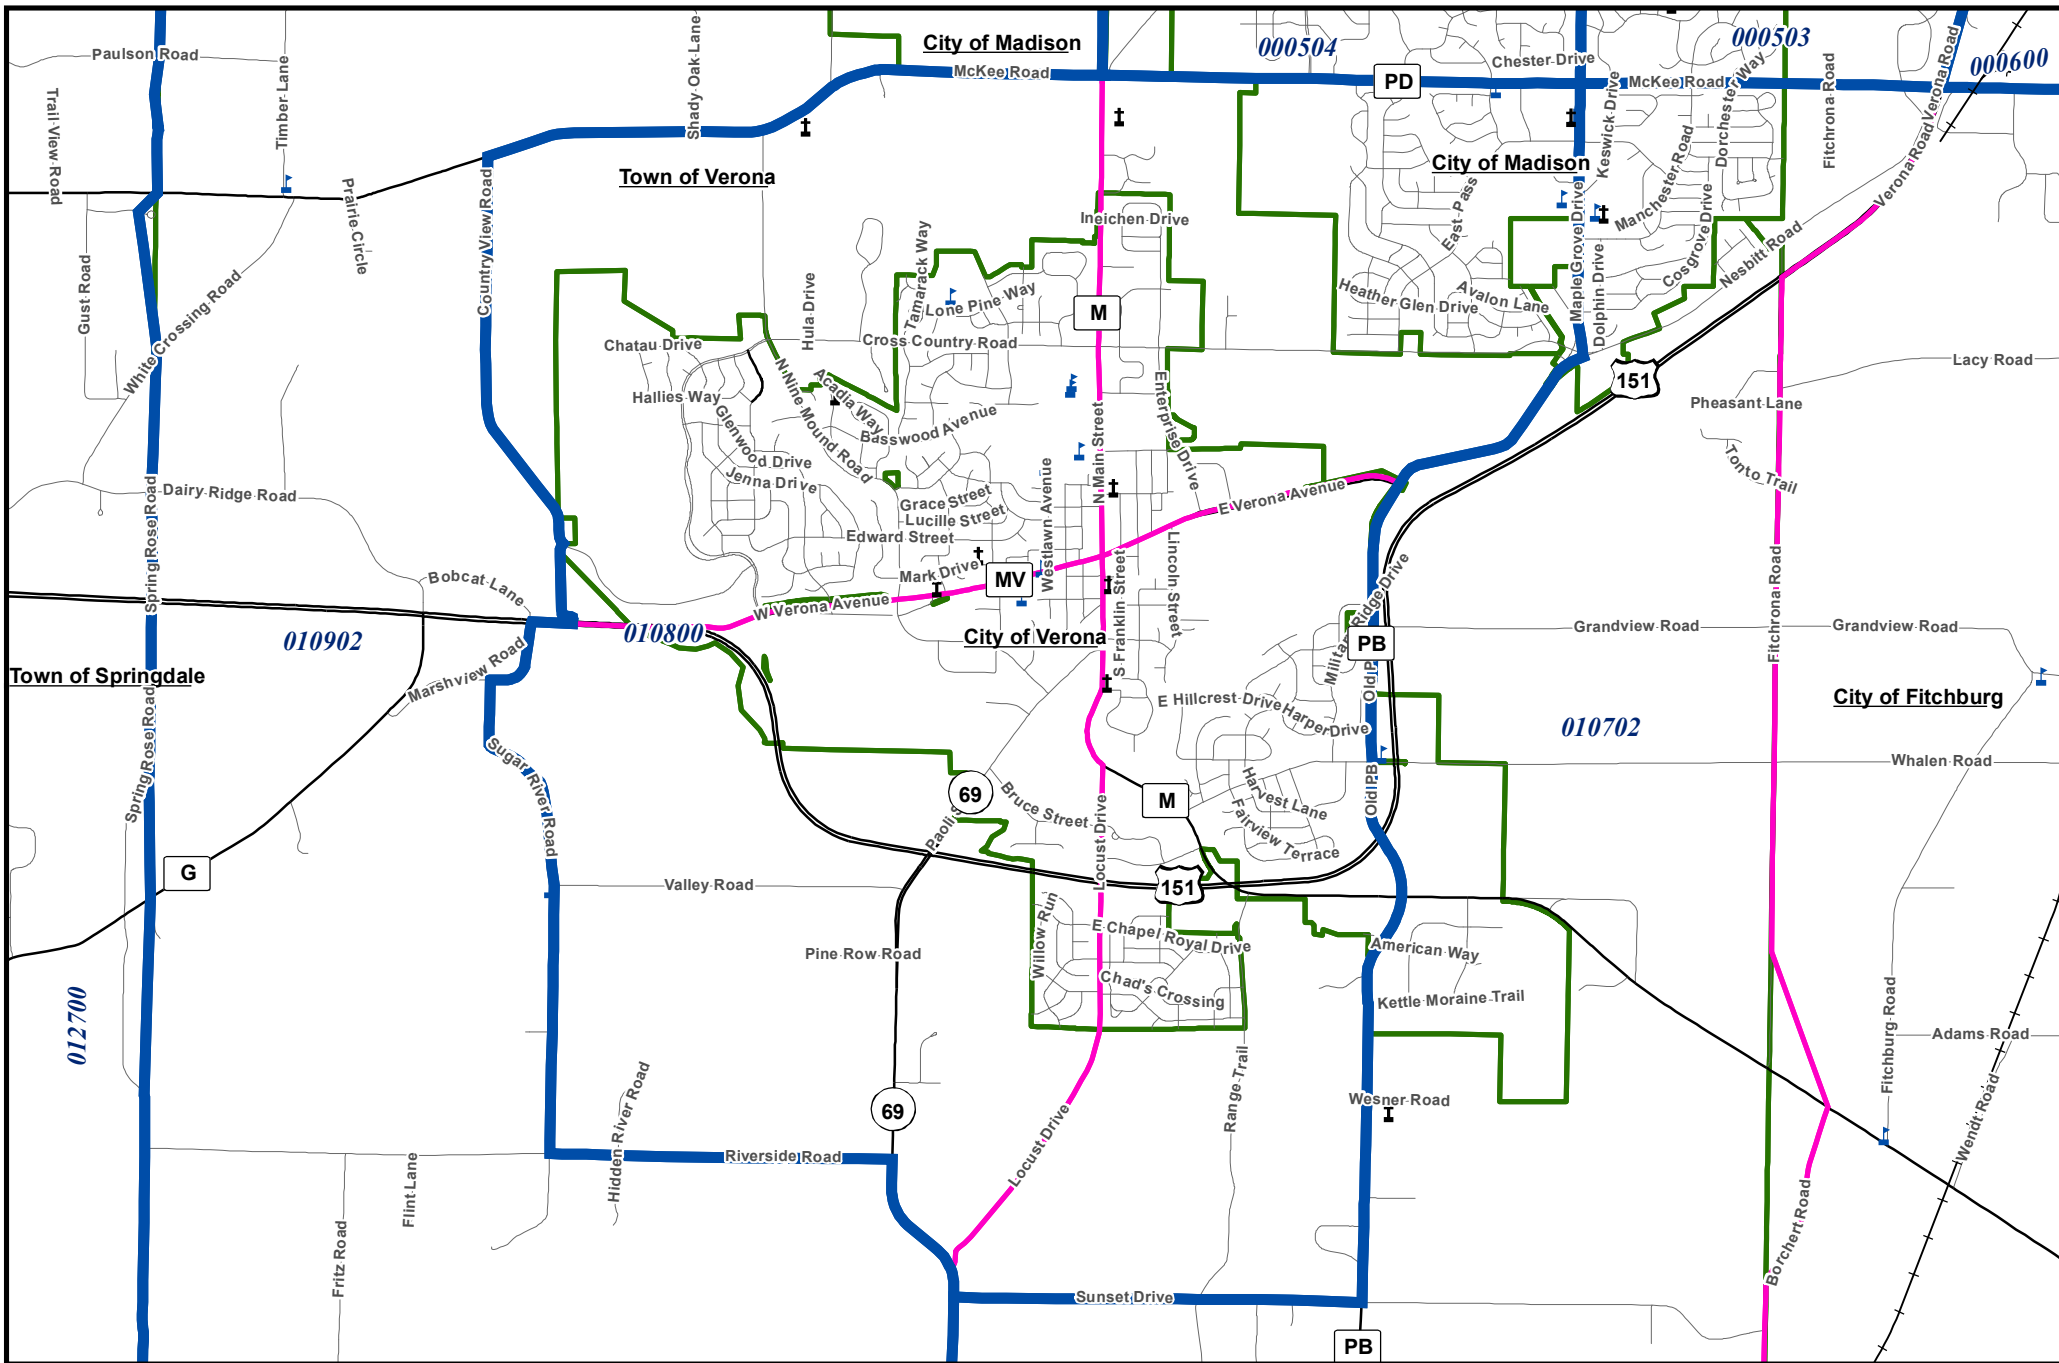 Paulson Road
Trail View Road
Timber Lane
Shady Oak Lane
City of Madison
McKee Road
000504
PD
Chester Drive
000503
McKee Road
Fitchrona Road
Verona Road
000600
Town of Verona
City of Madison
Keswick Drive
Manchester Road
Dorchester Way
Verona Road
Prairie Circle
Country View Road
Gust Road
White Crossing Road
Hula Drive
Tamarack Way
Ineichen Drive
Lone Pine Way
M
East Pass
Maple Grove Drive
Dolphin Drive
Cosgrove Drive
Nesbitt Road
Heather Glen Drive
Avalon Lane
Chatau Drive
Cross Country Road
Lacy Road
151
Hallies Way
N Nine Mound Road
Acadia Way
Basswood Avenue
Enterprise Drive
N Main Street
Pheasant Lane
Glenwood Drive
Jenna Drive
Tonto Trail
Dairy Ridge Road
Spring Rose Road
Grace Street
Lucille Street
Westlawn Avenue
E Verona Avenue
Edward Street
Lincoln Street
Bobcat Lane
Mark Drive
MV
S Franklin Street
Military Ridge Drive
Fitchrona Road
W Verona Avenue
010902
010800
City of Verona
PB
Grandview Road
Grandview Road
Town of Springdale
Marshview Road
Old P
City of Fitchburg
E Hillcrest Drive
Harper Drive
010702
Spring Rose Road
Sugar River Road
Whalen Road
69
Paoli S
Bruce Street
Locust Drive
M
Harvest Lane
Fairview Terrace
Old PB
G
Valley Road
151
Willow Run
E Chapel Royal Drive
American Way
Pine Row Road
Chad's Crossing
Kettle Moraine Trail
012700
Fitchburg Road
Adams Road
Hidden River Road
69
Range Trail
Wesner Road
Wendt Road
Locust Drive
Riverside Road
Flint Lane
Fritz Road
Borchert Road
Sunset Drive
PB